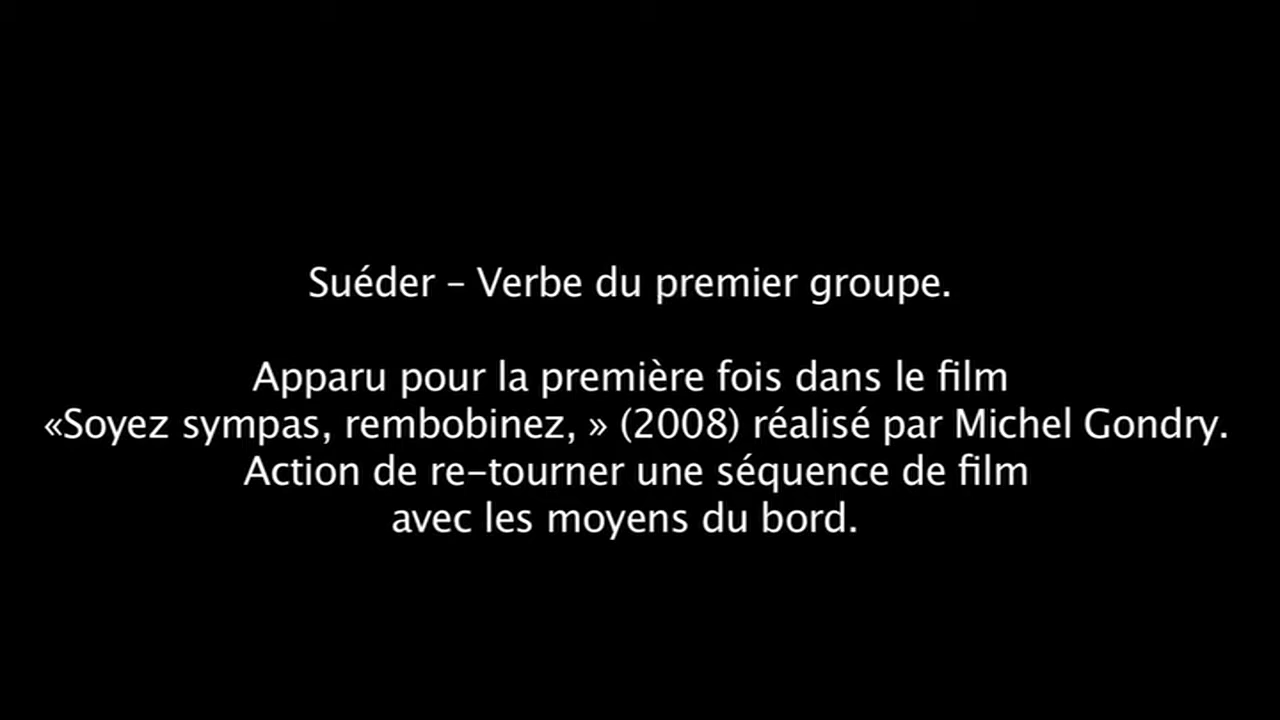 Suéder – Verbe du premier groupe.
Apparu pour la première fois dans le film
«Soyez sympas, rembobinez, » (2008) réalisé par Michel Gondry.
Action de re-tourner une séquence de film
avec les moyens du bord.